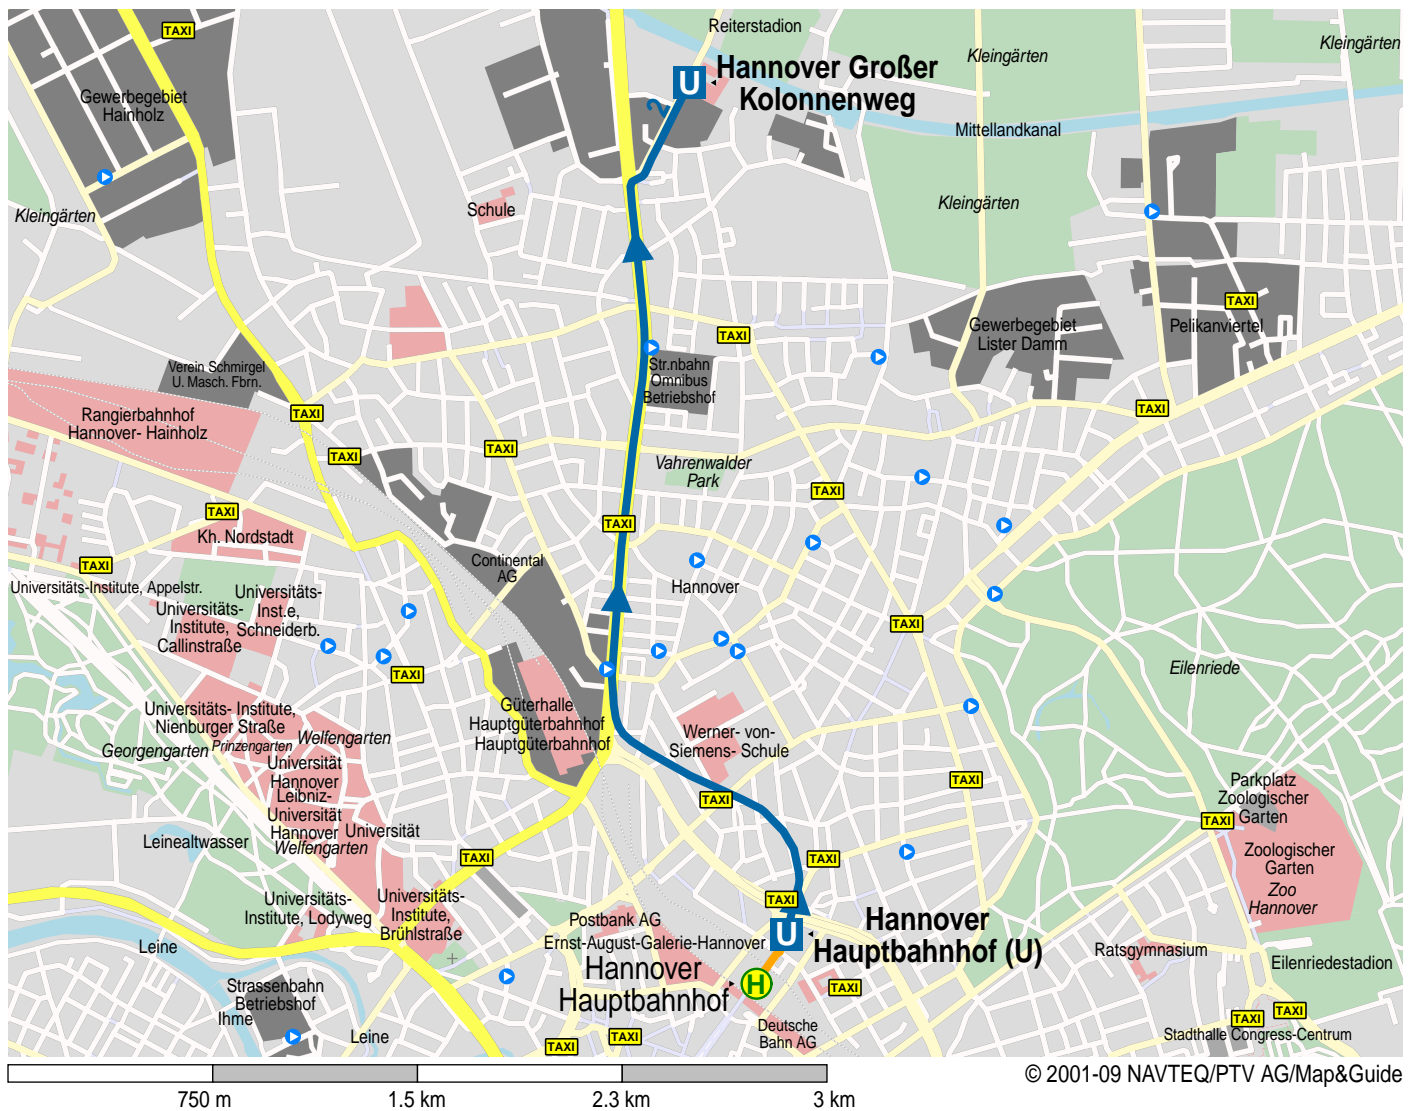 Reiterstadion
TAXI
Kleingärten
Kleingärten
U
Hannover Großer
Kolonnenweg
2
Gewerbegebiet
Hainholz
Mittellandkanal
Kleingärten
Schule
Kleingärten
TAXI
Gewerbegebiet
Lister Damm
Pelikanviertel
TAXI
Verein Schmirgel
U. Masch. Fbrn.
Str.nbahn
Omnibus
Betriebshof
Rangierbahnhof
Hannover- Hainholz
TAXI
TAXI
TAXI
TAXI
Vahrenwalder
Park
TAXI
TAXI
TAXI
Kh. Nordstadt
TAXI
Continental
AG
Universitäts-Institute, Appelstr.
Universitäts-
Inst.e,
Schneiderb.
Universitäts-
Institute,
Callinstraße
Hannover
TAXI
TAXI
Eilenriede
Güterhalle
Hauptgüterbahnhof
Hauptgüterbahnhof
Universitäts- Institute,
Nienburger Straße
Welfengarten
Georgengarten
Prinzengarten
Werner- von-
Siemens- Schule
Universität
Hannover
Leibniz-
Universität
Hannover
Universität
Welfengarten
TAXI
TAXI
Parkplatz
Zoologischer
Garten
TAXI
Leinealtwasser
TAXI
TAXI
Zoologischer
Garten
Zoo
Hannover
Universitäts-
Institute, Lodyweg
Universitäts-
Institute,
Brühlstraße
TAXI
Postbank AG
Ernst-August-Galerie-Hannover
U
Hannover
Hauptbahnhof (U)
Leine
Ratsgymnasium
Eilenriedestadion
Hannover
Hauptbahnhof
H
TAXI
Strassenbahn
Betriebshof
Ihme
Leine
Deutsche
Bahn AG
TAXI
TAXI
TAXI
TAXI
Stadthalle Congress-Centrum
© 2001-09 NAVTEQ/PTV AG/Map&Guide
750 m
1.5 km
2.3 km
3 km